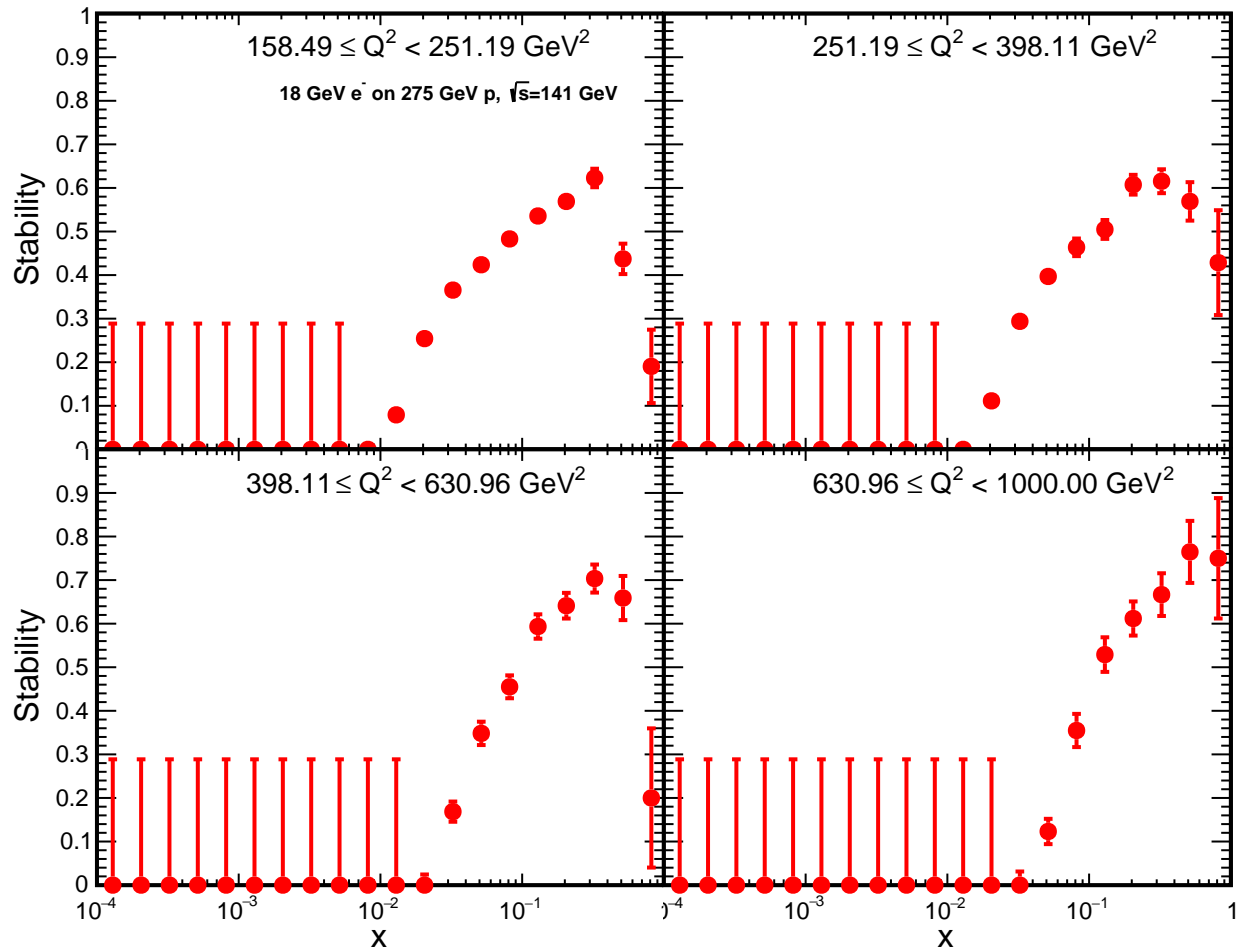 158.49 ≤ Q² < 251.19 GeV²
18 GeV e⁻ on 275 GeV p, √s=141 GeV
251.19 ≤ Q² < 398.11 GeV²
1
0.9
0.8
0.7
0.6
0.5
0.4
0.3
0.2
0.1
0
Stability
398.11 ≤ Q² < 630.96 GeV²
630.96 ≤ Q² < 1000.00 GeV²
0.9
0.8
0.7
0.6
0.5
0.4
0.3
0.2
0.1
0
Stability
10⁻⁴ 10⁻³ 10⁻² 10⁻¹ 10⁻³ 10⁻² 10⁻¹ 1
x x